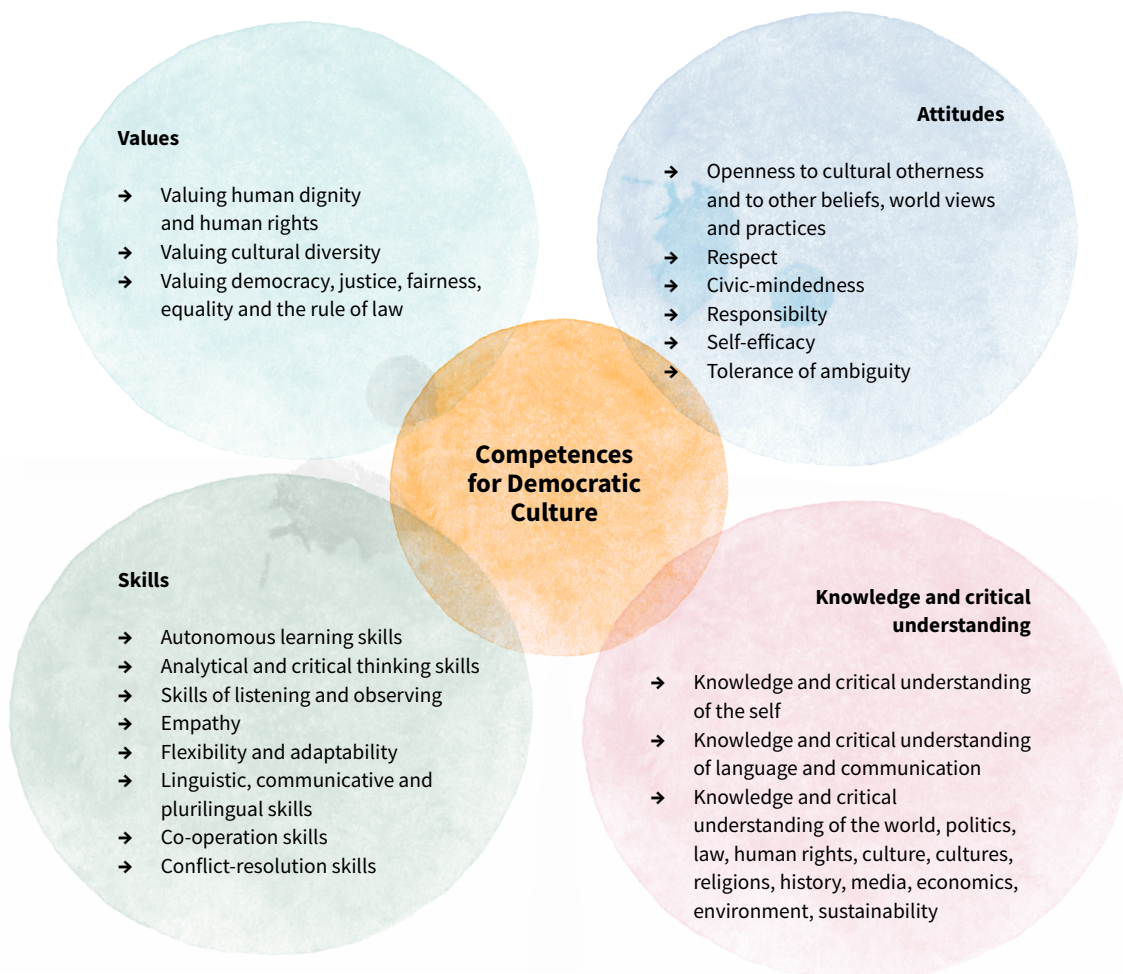 Values
→ Valuing human dignity
and human rights
→ Valuing cultural diversity
→ Valuing democracy, justice, fairness,
equality and the rule of law
Attitudes
→ Openness to cultural otherness
and to other beliefs, world views
and practices
→ Respect
→ Civic-mindedness
→ Responsibilty
→ Self-efficacy
→ Tolerance of ambiguity
Competences
for Democratic
Culture
Skills
→ Autonomous learning skills
→ Analytical and critical thinking skills
→ Skills of listening and observing
→ Empathy
→ Flexibility and adaptability
→ Linguistic, communicative and
plurilingual skills
→ Co-operation skills
→ Conflict-resolution skills
Knowledge and critical
understanding
→ Knowledge and critical understanding
of the self
→ Knowledge and critical understanding
of language and communication
→ Knowledge and critical
understanding of the world, politics,
law, human rights, culture, cultures,
religions, history, media, economics,
environment, sustainability